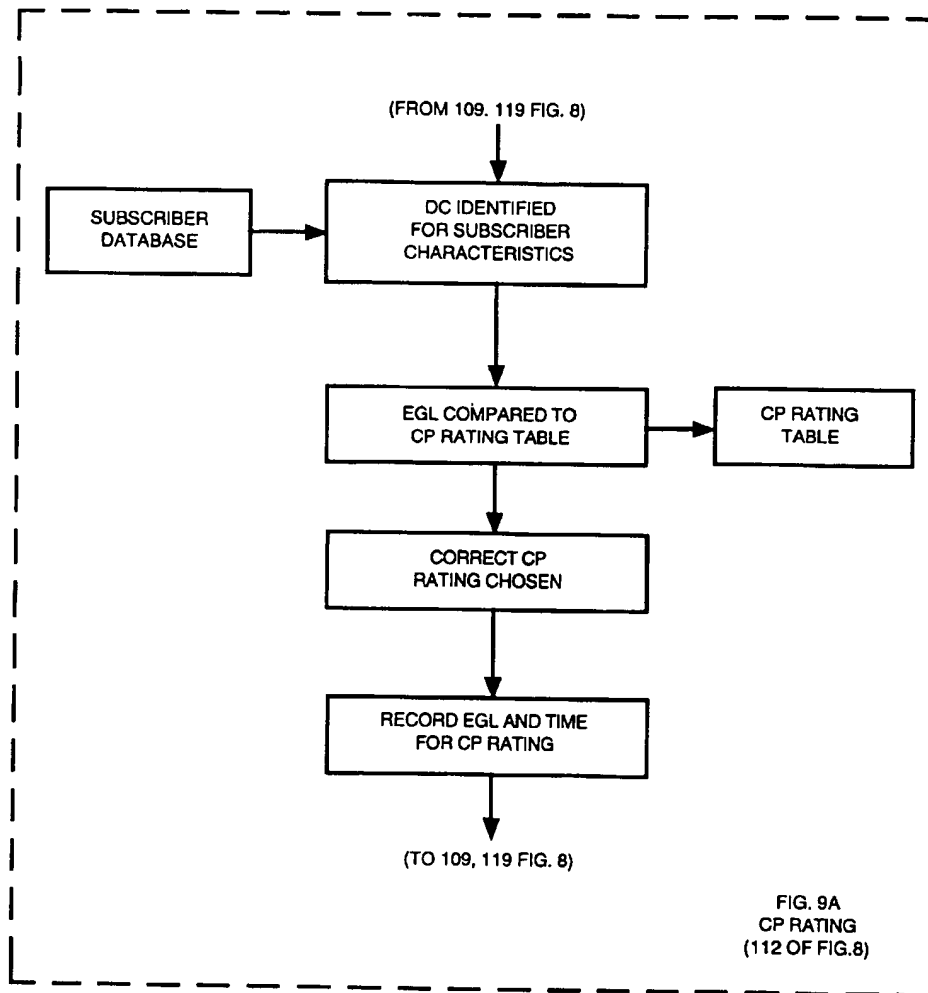 (FROM 109. 119 FIG. 8)
SUBSCRIBER
DATABASE
DC IDENTIFIED
FOR SUBSCRIBER
CHARACTERISTICS
EGL COMPARED TO
CP RATING TABLE
CP RATING
TABLE
CORRECT CP
RATING CHOSEN
RECORD EGL AND TIME
FOR CP RATING
(TO 109, 119 FIG. 8)
FIG. 9A
CP RATING
(112 OF FIG.8)